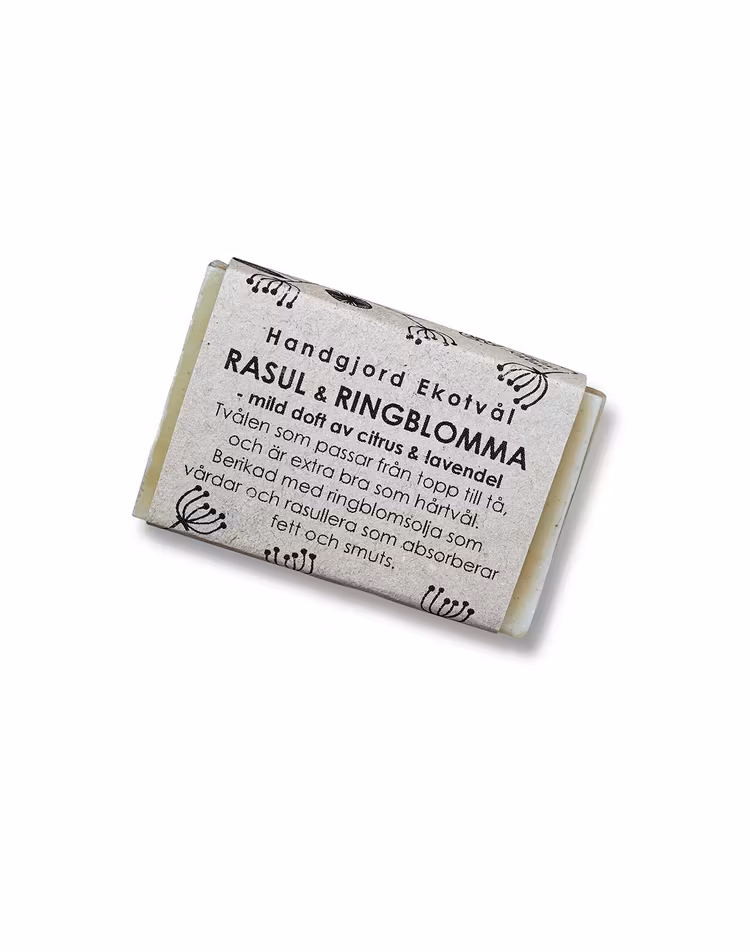 Handgjord Ekotvål
RASUL & RINGBLOMMA
- mild doft av citrus & lavendel
Tvålen som passar från topp till tå,
och är extra bra som hårtvål.
Berikad med ringblomsolja som
vårdar och rasullera som absorberar
fett och smuts.